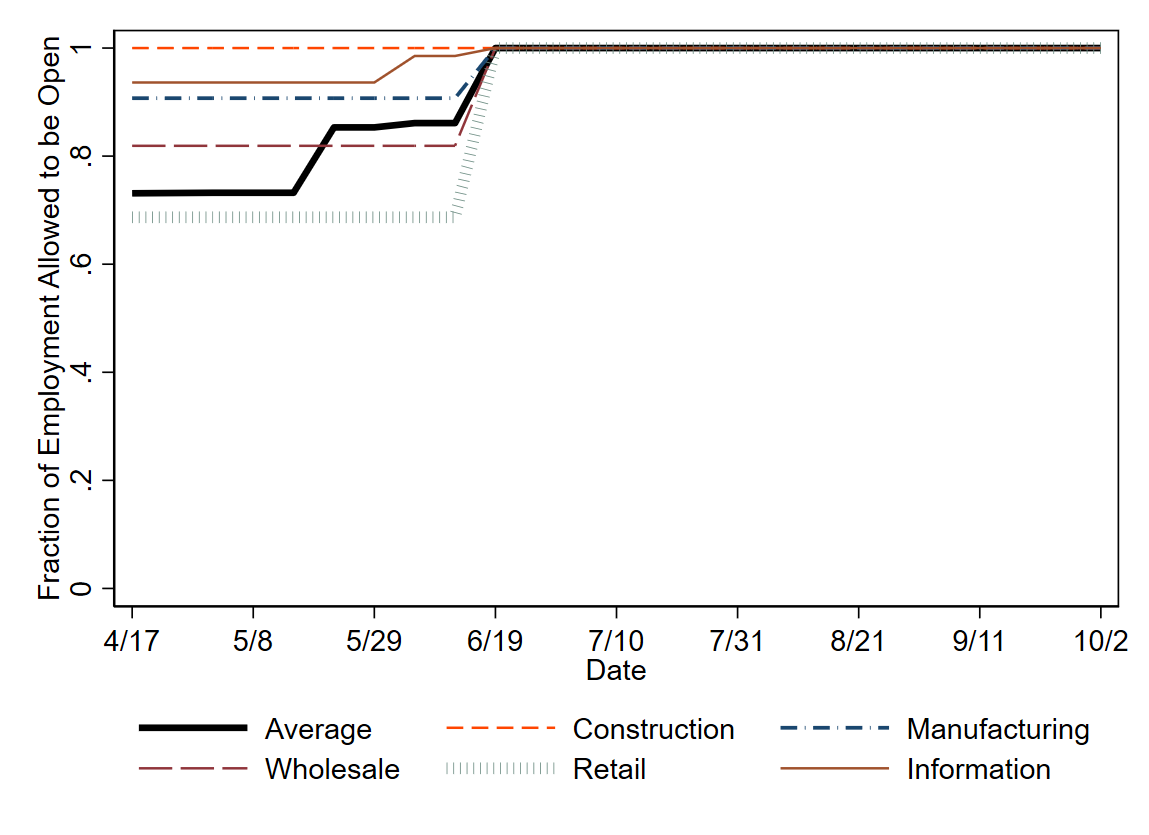 Fraction of Employment Allowed to be Open
1
.8
.6
.4
.2
0
4/17 5/8 5/29 6/19 7/10 7/31 8/21 9/11 10/2
Date
Average Construction Manufacturing
Wholesale Retail Information